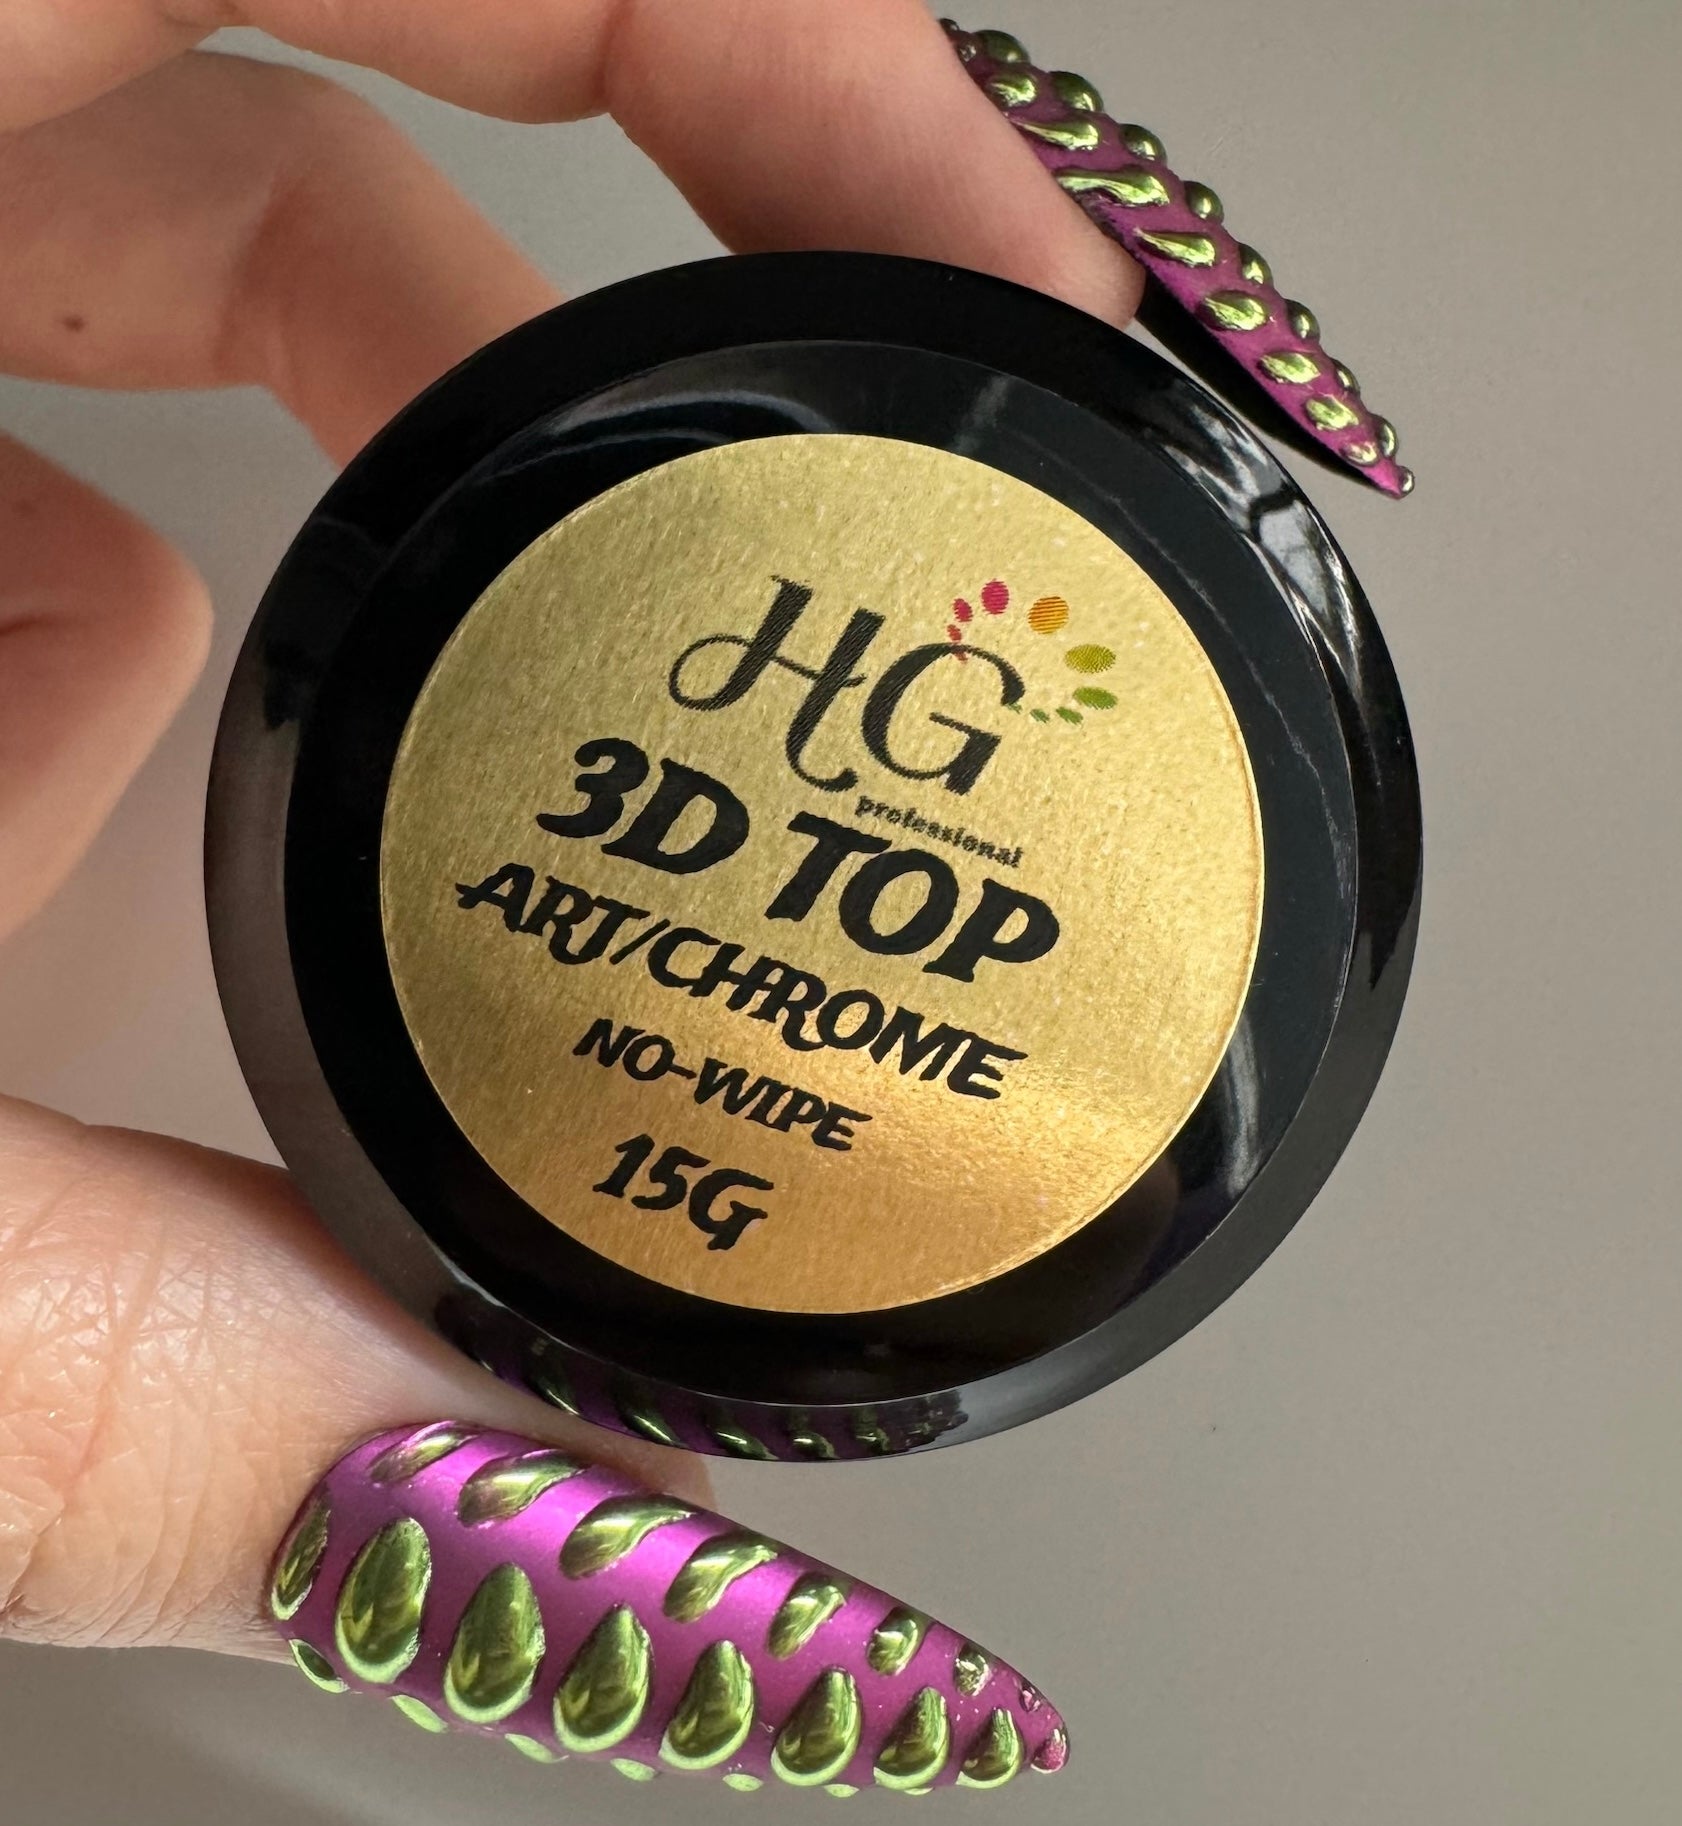 HG
professional
3D TOP
ART/CHROME
NO-WIPE
15G